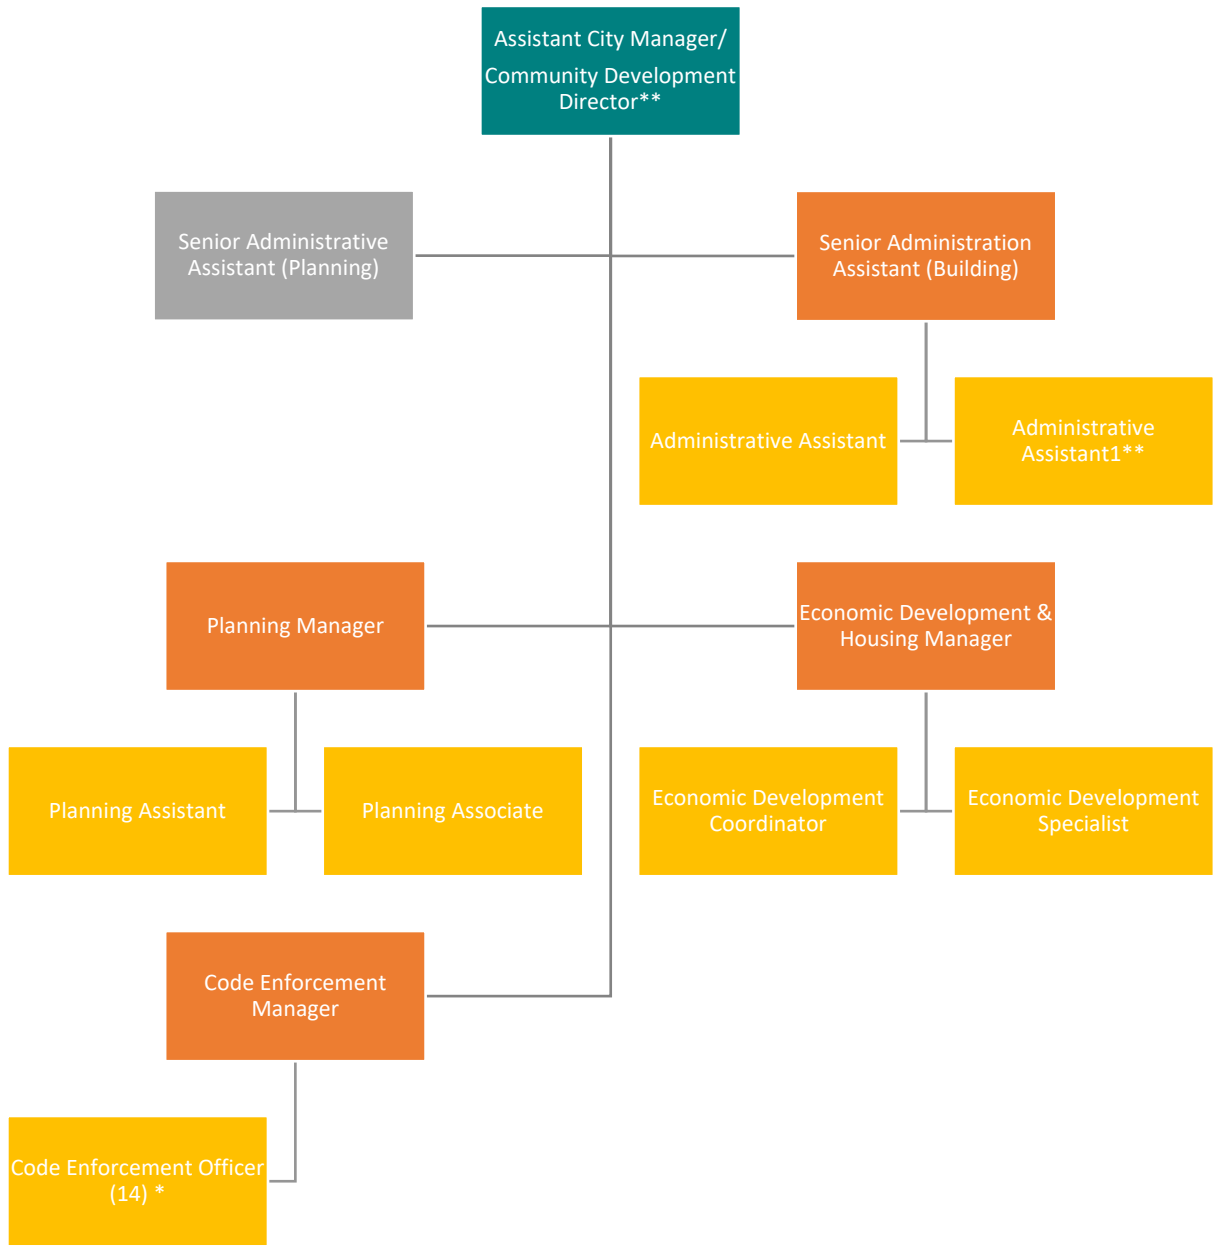 Assistant City Manager/
Community Development
Director**
Senior Administrative
Assistant (Planning)
Senior Administration
Assistant (Building)
Administrative Assistant
Administrative
Assistant1**
Planning Manager
Economic Development &
Housing Manager
Planning Assistant
Planning Associate
Economic Development
Coordinator
Economic Development
Specialist
Code Enforcement
Manager
Code Enforcement Officer
(14) *